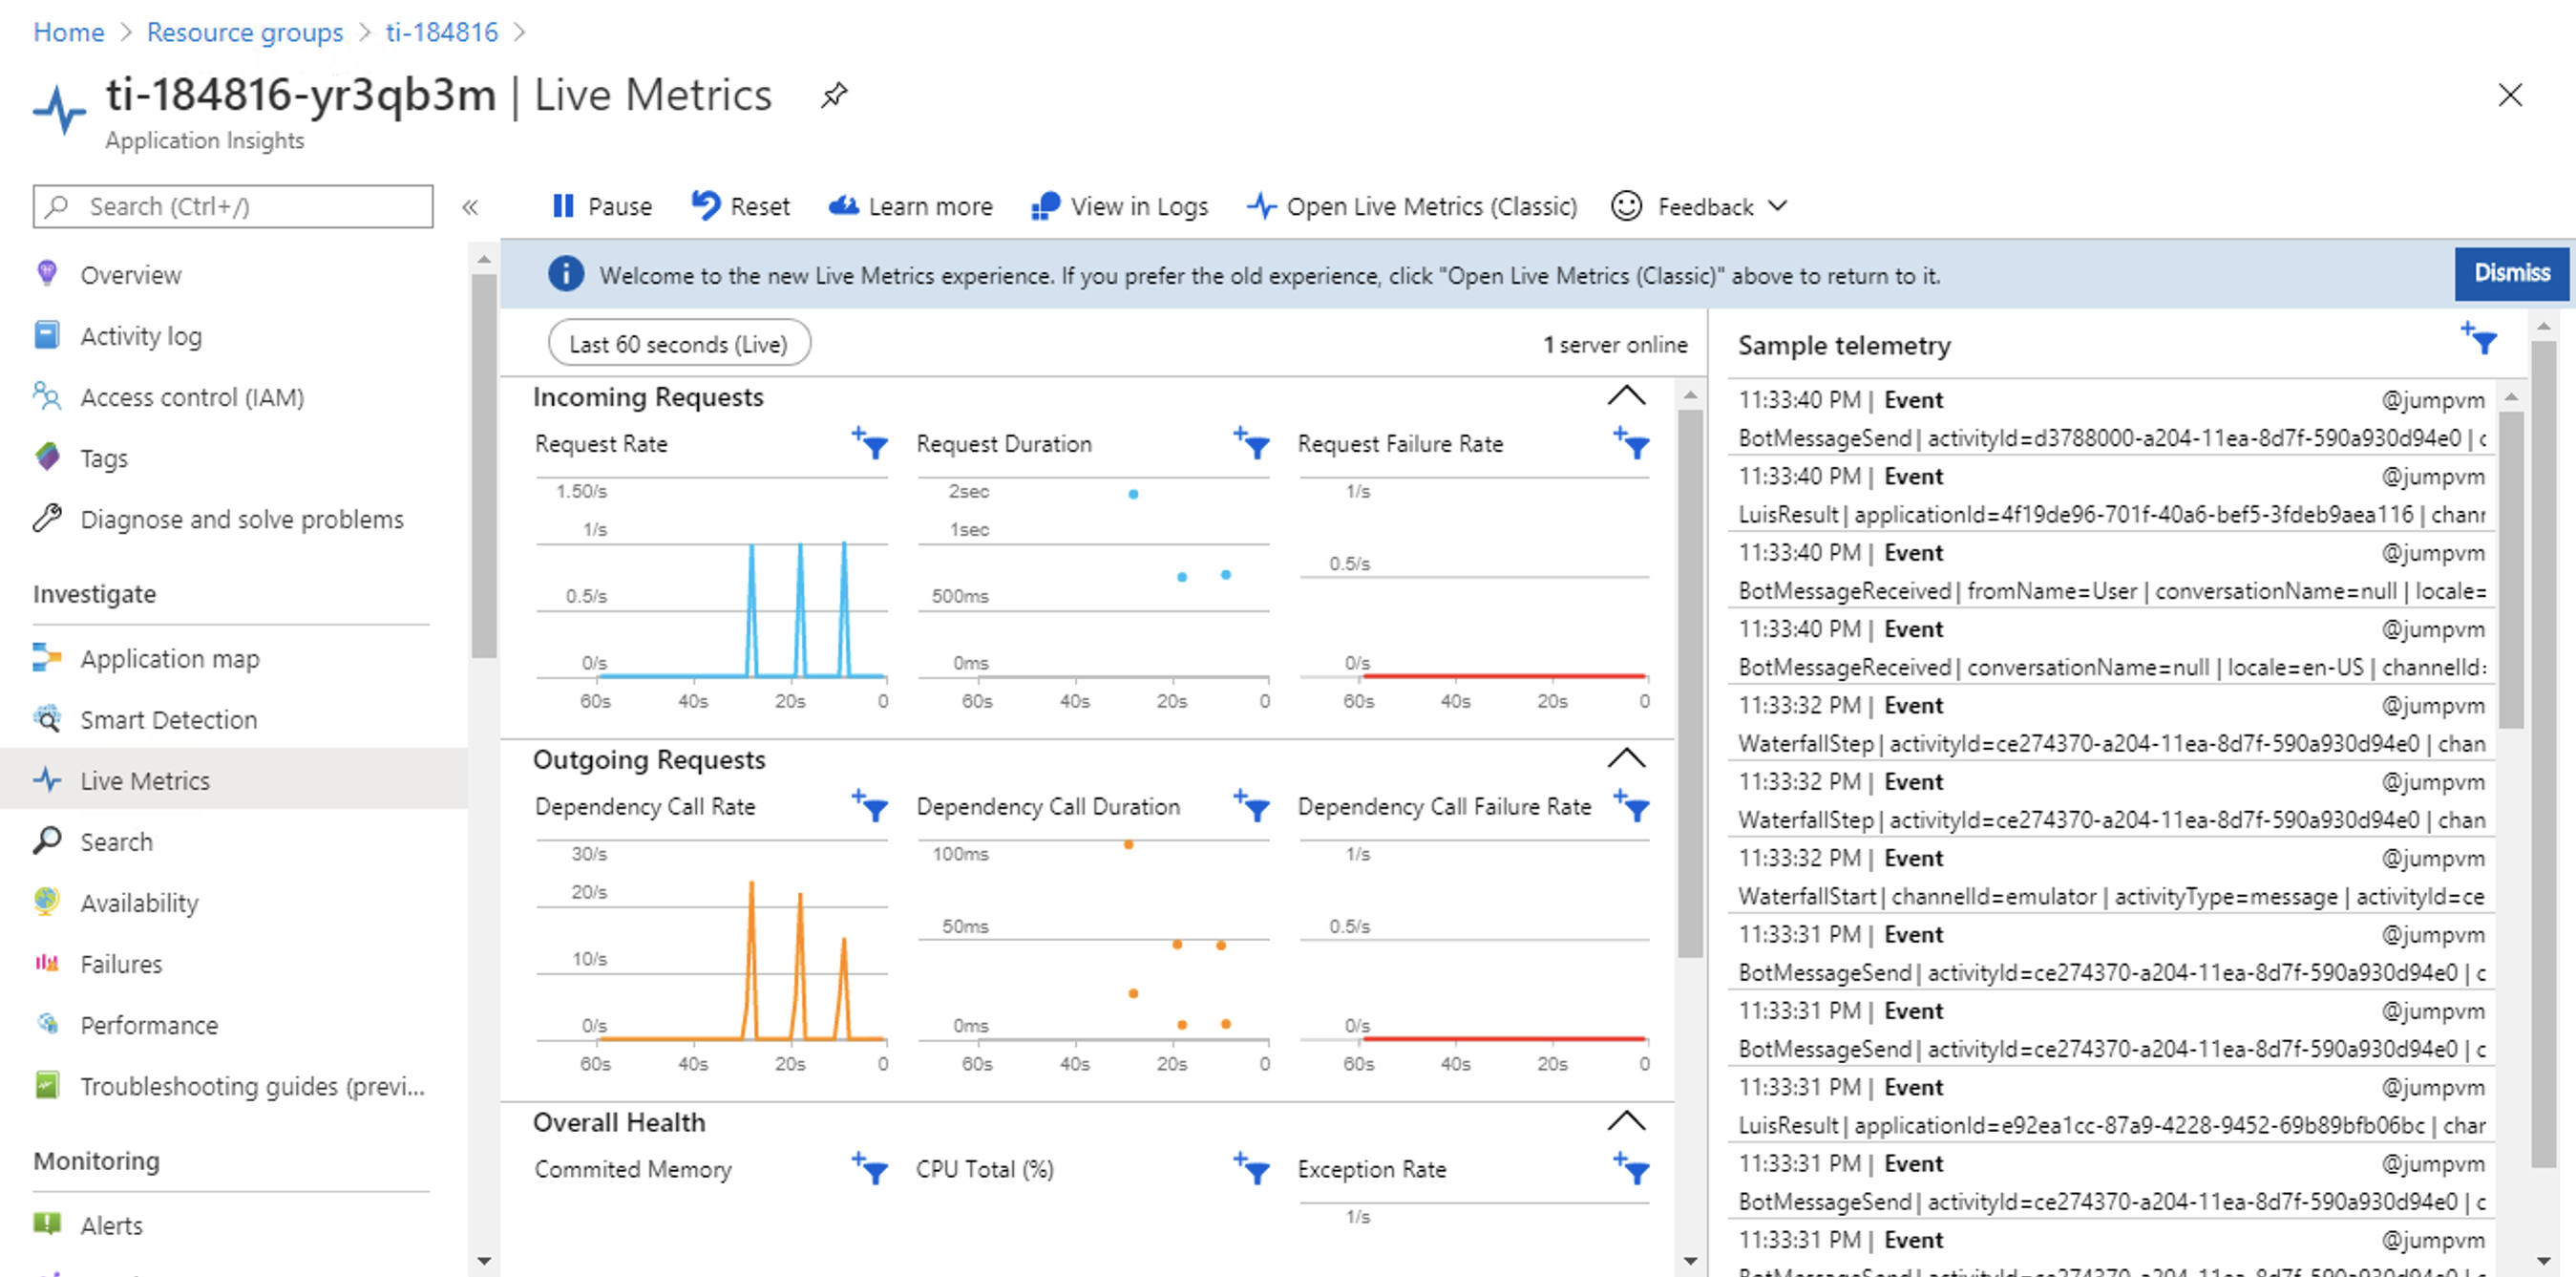 Home > Resource groups > ti-184816 >
ti-184816-yr3qb3m | Live Metrics
Application Insights
Search (Ctrl+/)
«
Overview
Activity log
Access control (IAM)
Tags
Diagnose and solve problems
Investigate
Application map
Smart Detection
Live Metrics
Search
Availability
Failures
Performance
Troubleshooting guides (previ...
Monitoring
Alerts
Pause Reset Learn more View in Logs Open Live Metrics (Classic) Feedback
Welcome to the new Live Metrics experience. If you prefer the old experience, click "Open Live Metrics (Classic)" above to return to it.
Dismiss
Last 60 seconds (Live)
1 server online
Incoming Requests
Request Rate
1.50/s
1/s
0.5/s
0/s
60s 40s 20s 0
Request Duration
2sec
1sec
500ms
0ms
60s 40s 20s 0
Request Failure Rate
1/s
0.5/s
0/s
60s 40s 20s 0
Outgoing Requests
Dependency Call Rate
30/s
20/s
10/s
0/s
60s 40s 20s 0
Dependency Call Duration
100ms
50ms
0ms
60s 40s 20s 0
Dependency Call Failure Rate
1/s
0.5/s
0/s
60s 40s 20s 0
Overall Health
Commited Memory
CPU Total (%)
Exception Rate
1/s
Sample telemetry
11:33:40 PM | Event @jumpvm
BotMessageSend | activityId=d3788000-a204-11ea-8d7f-590a930d94e0 | c
11:33:40 PM | Event @jumpvm
LuisResult | applicationId=4f19de96-701f-40a6-bef5-3fdeb9aea116 | chanr
11:33:40 PM | Event @jumpvm
BotMessageReceived | fromName=User | conversationName=null | locale=
11:33:40 PM | Event @jumpvm
BotMessageReceived | conversationName=null | locale=en-US | channelId:
11:33:32 PM | Event @jumpvm
WaterfallStep | activityId=ce274370-a204-11ea-8d7f-590a930d94e0 | chan
11:33:32 PM | Event @jumpvm
WaterfallStep | activityId=ce274370-a204-11ea-8d7f-590a930d94e0 | chan
11:33:32 PM | Event @jumpvm
WaterfallStart | channelId=emulator | activityType=message | activityId=ce
11:33:31 PM | Event @jumpvm
BotMessageSend | activityId=ce274370-a204-11ea-8d7f-590a930d94e0 | c
11:33:31 PM | Event @jumpvm
BotMessageSend | activityId=ce274370-a204-11ea-8d7f-590a930d94e0 | c
11:33:31 PM | Event @jumpvm
LuisResult | applicationId=e92ea1cc-87a9-4228-9452-69b89bfb06bc | char
11:33:31 PM | Event @jumpvm
BotMessageSend | activityId=ce274370-a204-11ea-8d7f-590a930d94e0 | c
11:33:31 PM | Event @jumpvm